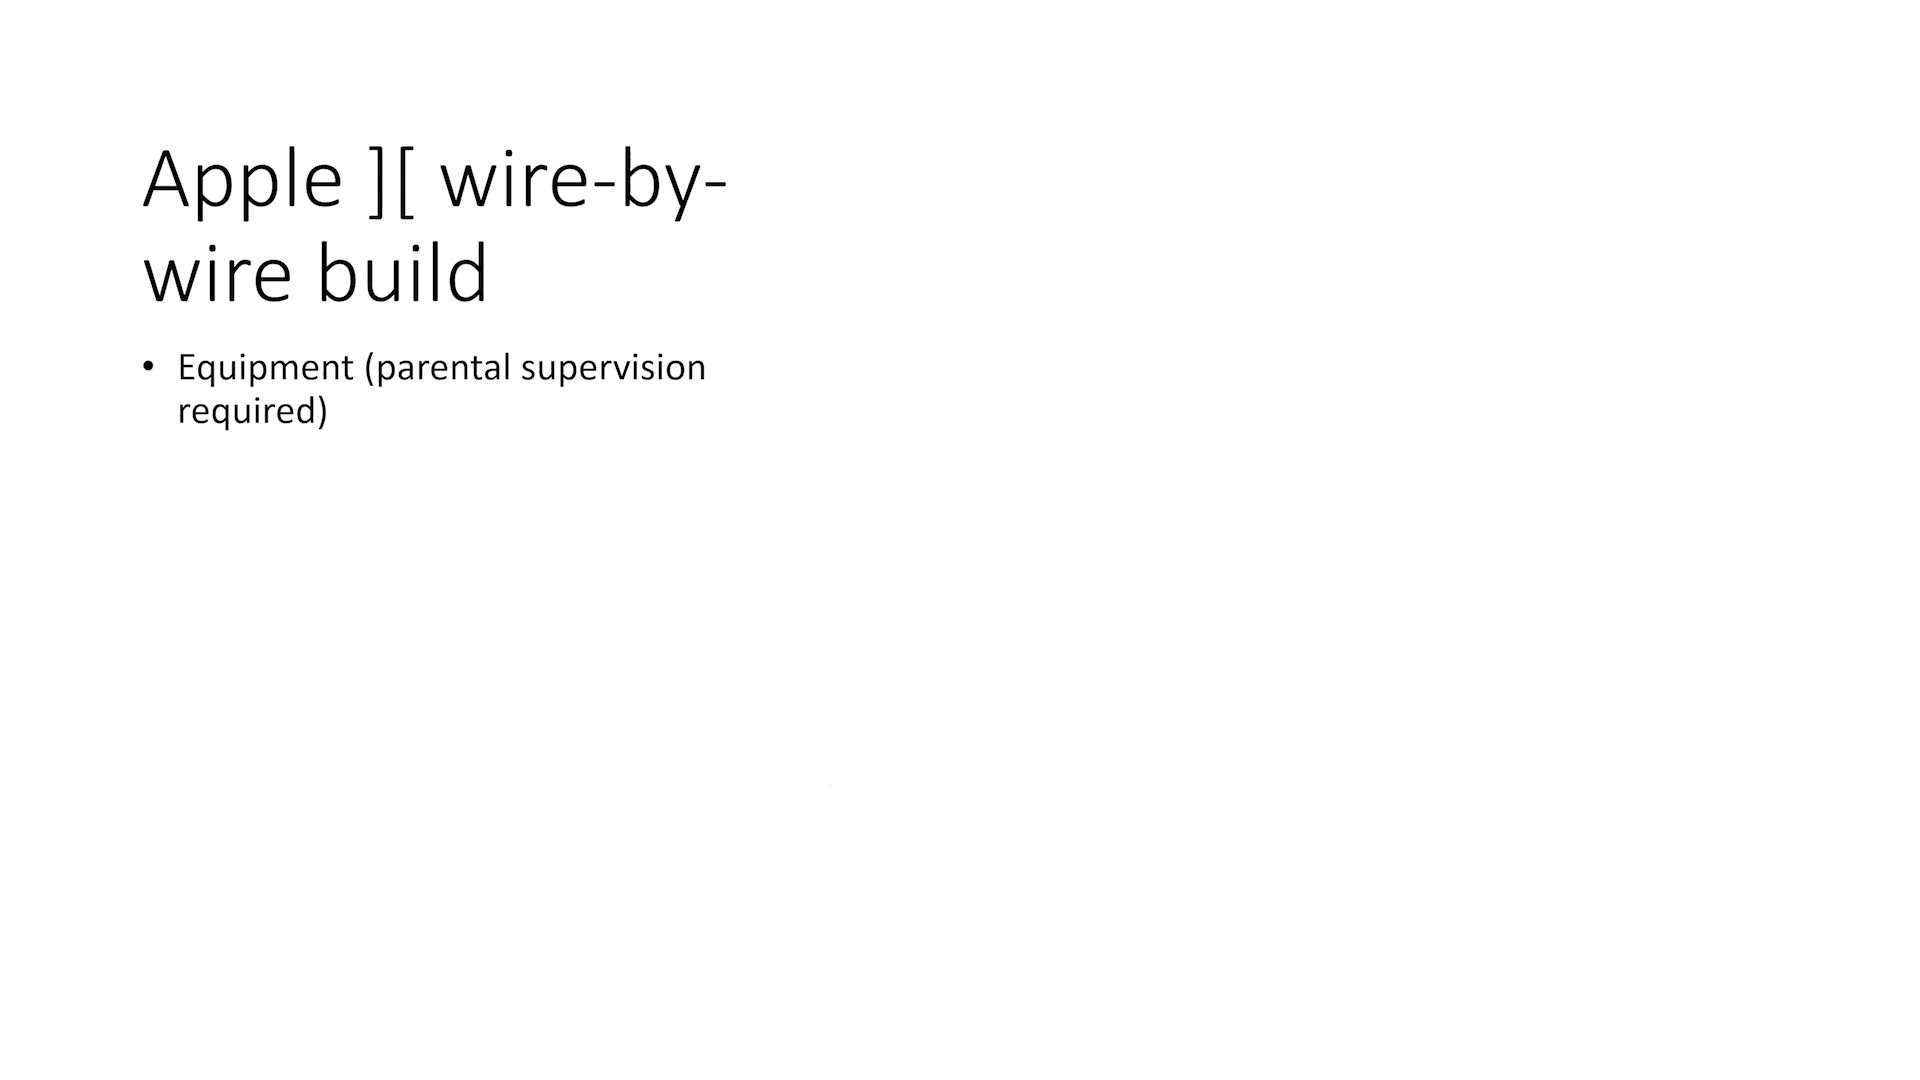 Apple ][ wire-by-
wire build
• Equipment (parental supervision
required)